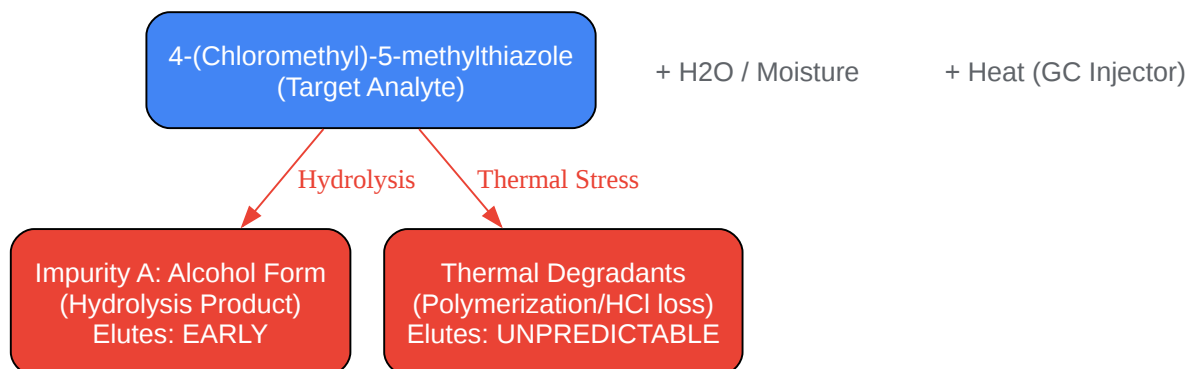 4-(Chloromethyl)-5-methylthiazole
(Target Analyte)
+ H2O / Moisture
+ Heat (GC Injector)
Hydrolysis
Thermal Stress
Impurity A: Alcohol Form
(Hydrolysis Product)
Elutes: EARLY
Thermal Degradants
(Polymerization/HCl loss)
Elutes: UNPREDICTABLE